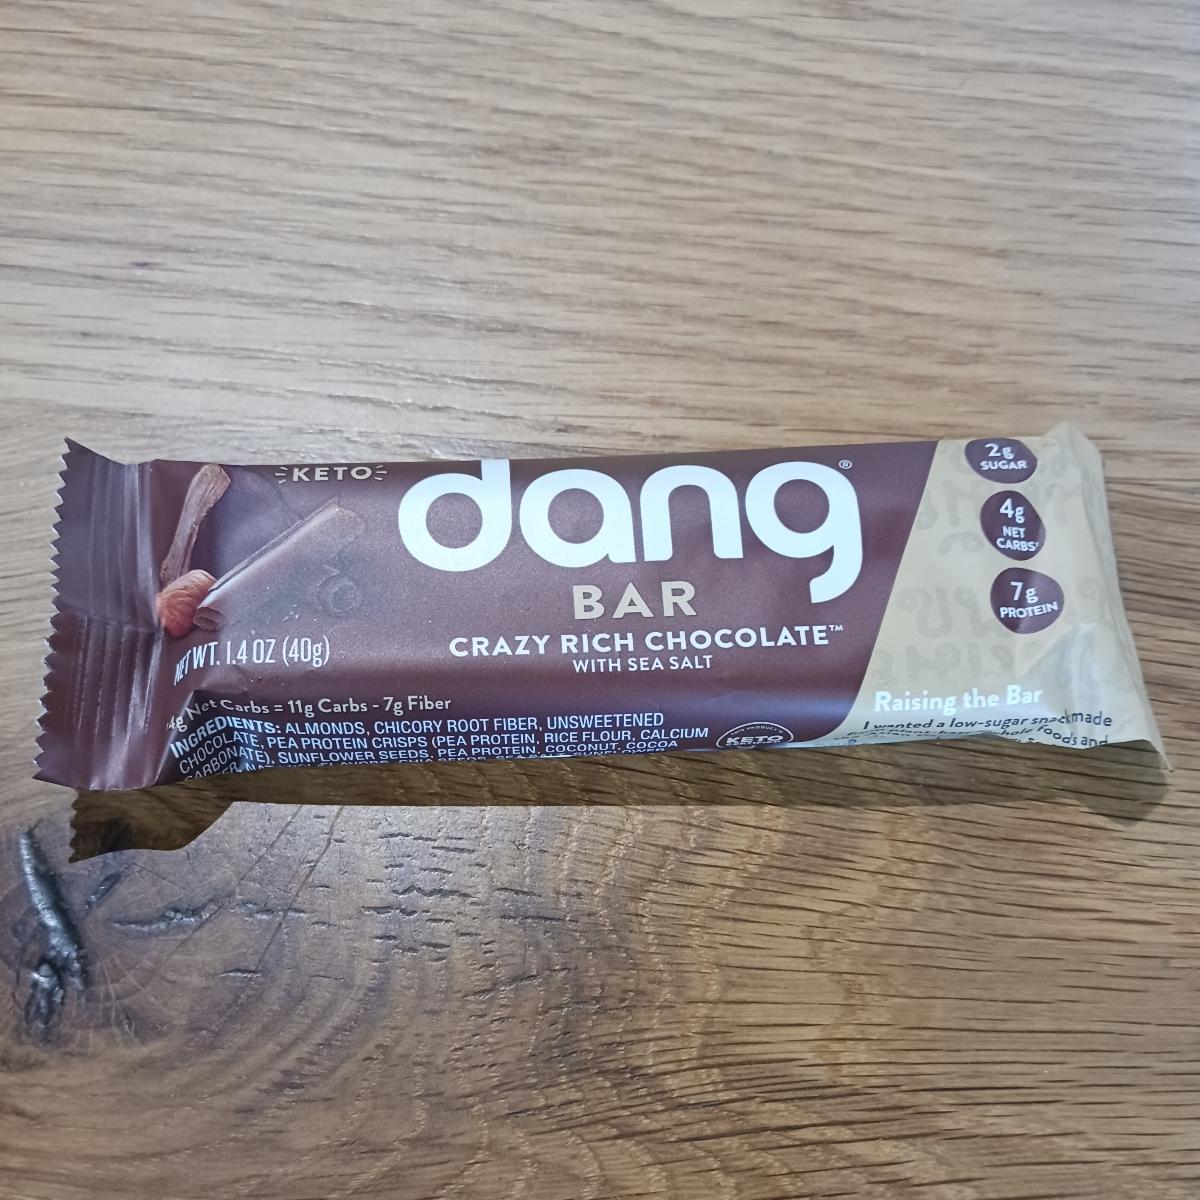 KETO
dang®
BAR
CRAZY RICH CHOCOLATE™
WITH SEA SALT
NET WT. 1.4 OZ (40g)
2g
SUGAR
4g
NET
CARBS
7g
PROTEIN
4g Net Carbs = 11g Carbs - 7g Fiber
INGREDIENTS: ALMONDS, CHICORY ROOT FIBER, UNSWEETENED
CHOCOLATE, PEA PROTEIN CRISPS (PEA PROTEIN, RICE FLOUR, CALCIUM
CARBONATE), SUNFLOWER SEEDS, PEA PROTEIN, COCONUT, COCOA
KETO
Raising the Bar
I wanted a low-sugar snack made
foods and